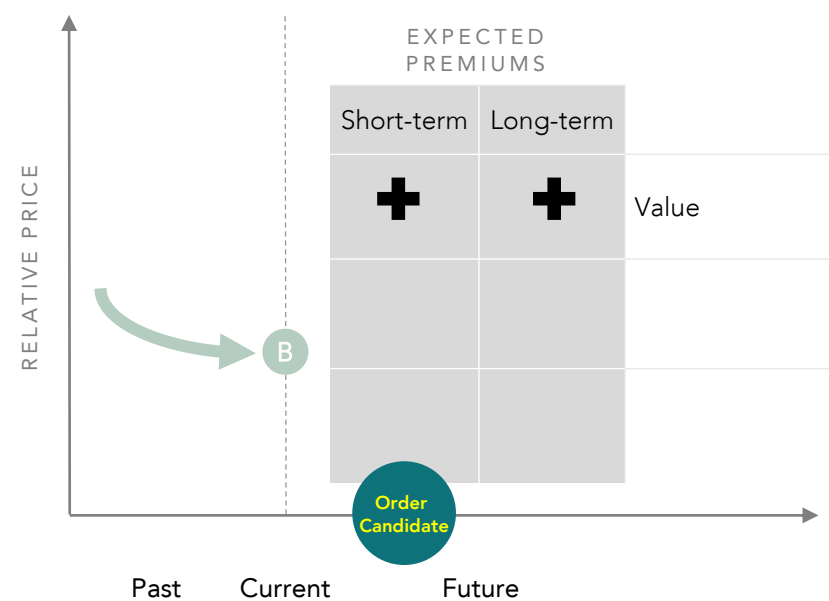 EXPECTED
PREMIUMS
Short-term Long-term
Value
RELATIVE PRICE
B
Order
Candidate
Past Current Future